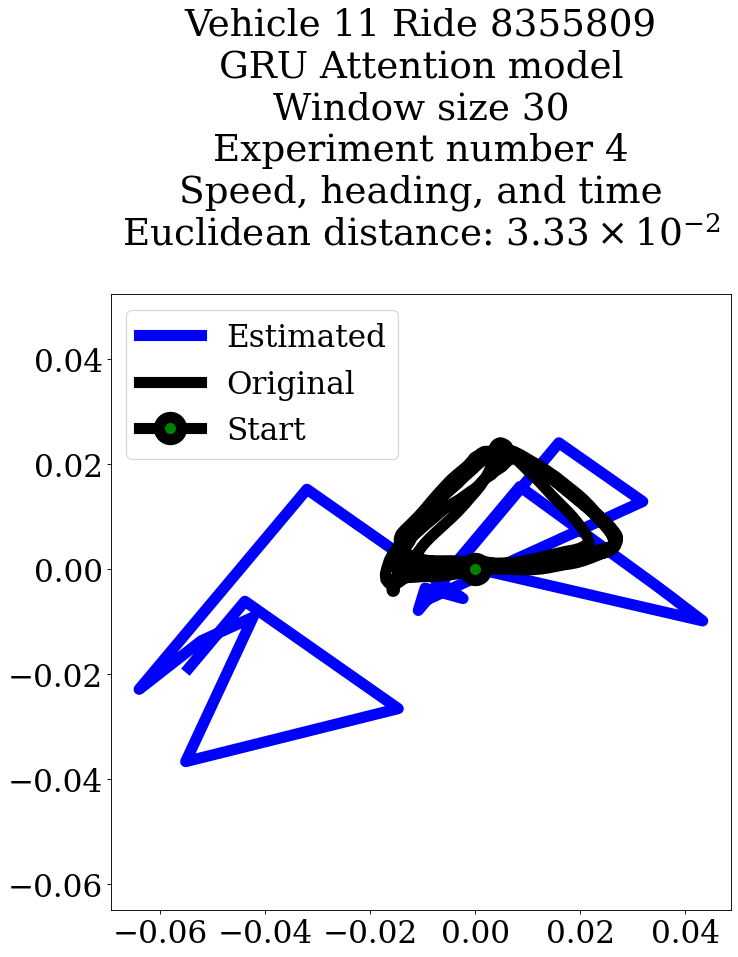 Vehicle 11 Ride 8355809
GRU Attention model
Window size 30
Experiment number 4
Speed, heading, and time
Euclidean distance: 3.33 × 10⁻²
Estimated
Original
Start
0.04
0.02
0.00
−0.02
−0.04
−0.06
−0.06 −0.04 −0.02 0.00 0.02 0.04